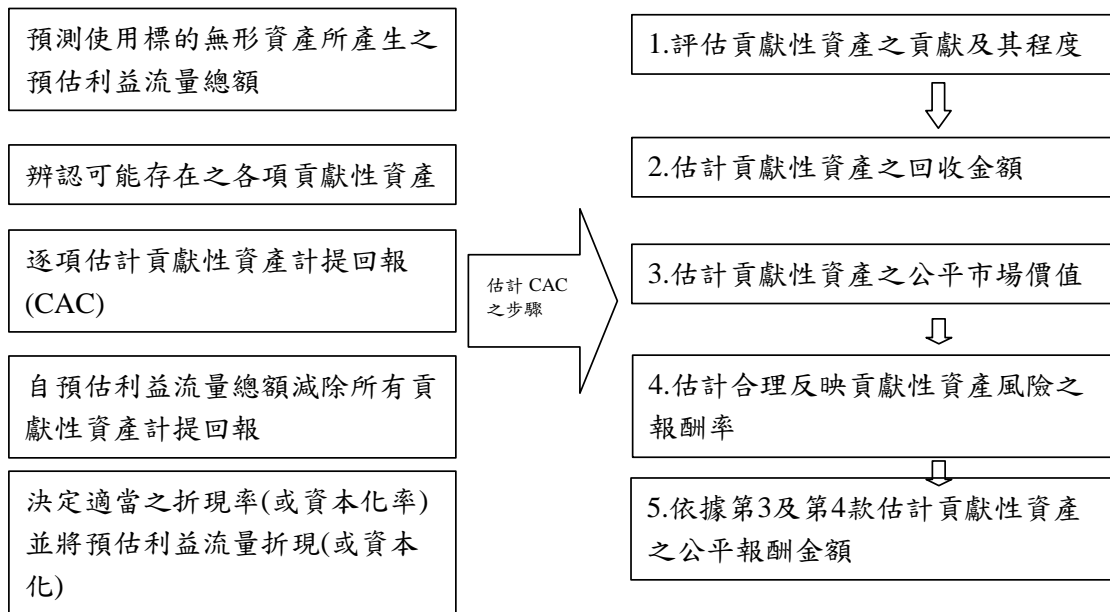 預測使用標的無形資產所產生之
預估利益流量總額
辨認可能存在之各項貢獻性資產
逐項估計貢獻性資產計提回報
(CAC)
自預估利益流量總額減除所有貢
獻性資產計提回報
決定適當之折現率(或資本化率)
並將預估利益流量折現(或資本
化)
估計 CAC
之步驟
1.評估貢獻性資產之貢獻及其程度
2.估計貢獻性資產之回收金額
3.估計貢獻性資產之公平市場價值
4.估計合理反映貢獻性資產風險之
報酬率
5.依據第3及第4款估計貢獻性資產
之公平報酬金額